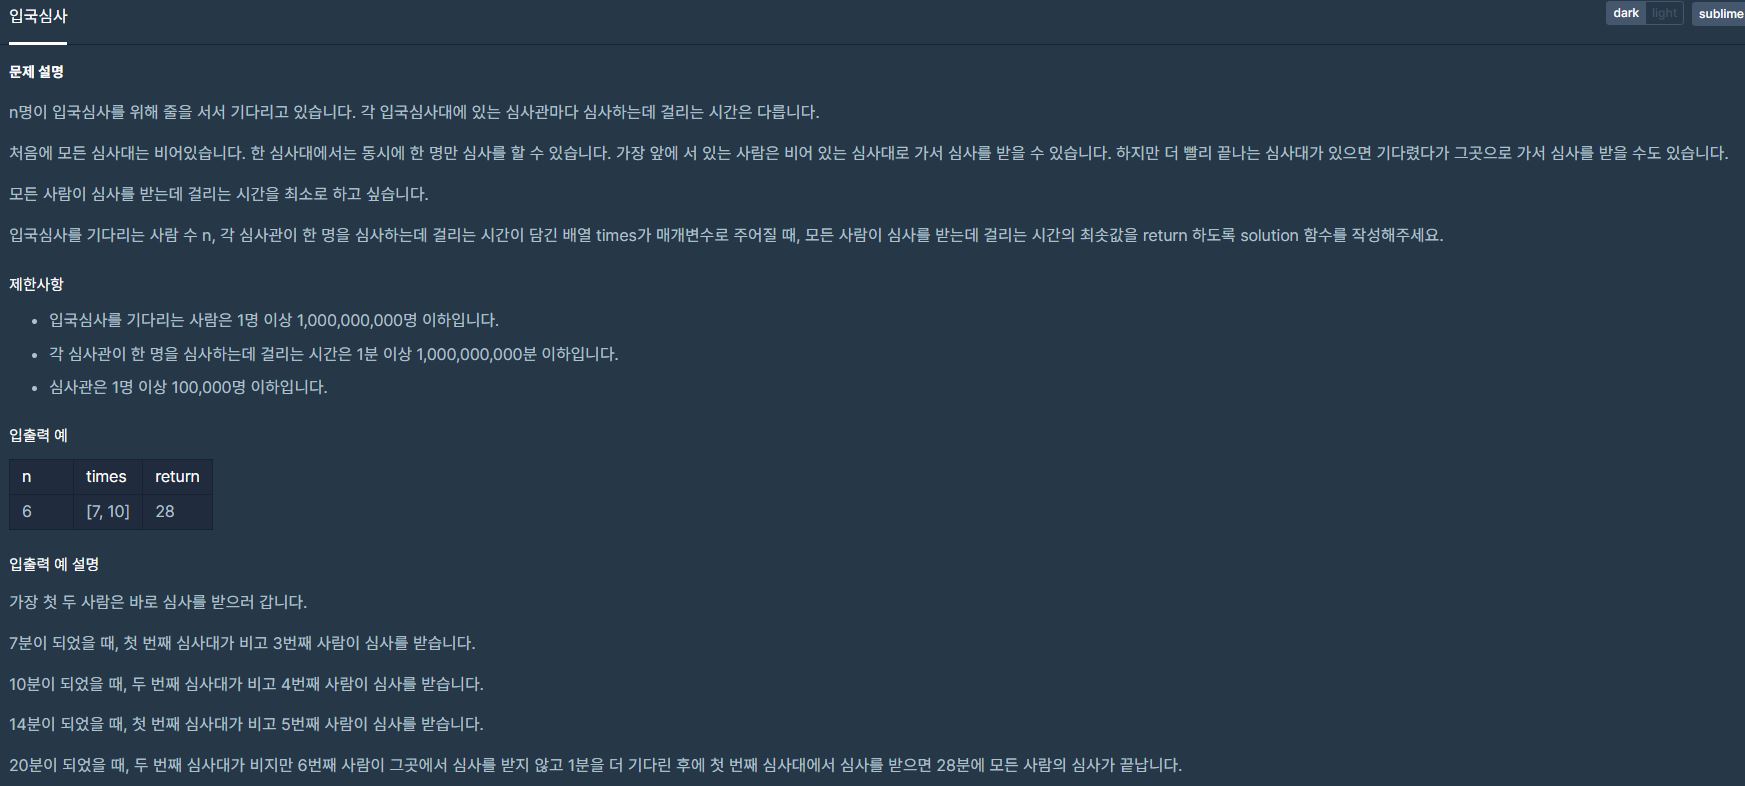 입국심사
dark light
sublime
문제 설명
n명이 입국심사를 위해 줄을 서서 기다리고 있습니다. 각 입국심사대에 있는 심사관마다 심사하는데 걸리는 시간은 다릅니다.
처음에 모든 심사대는 비어있습니다. 한 심사대에서는 동시에 한 명만 심사를 할 수 있습니다. 가장 앞에 서 있는 사람은 비어 있는 심사대로 가서 심사를 받을 수 있습니다. 하지만 더 빨리 끝나는 심사대가 있으면 기다렸다가 그곳으로 가서 심사를 받을 수도 있습니다.
모든 사람이 심사를 받는데 걸리는 시간을 최소로 하고 싶습니다.
입국심사를 기다리는 사람 수 n, 각 심사관이 한 명을 심사하는데 걸리는 시간이 담긴 배열 times가 매개변수로 주어질 때, 모든 사람이 심사를 받는데 걸리는 시간의 최솟값을 return 하도록 solution 함수를 작성해주세요.
제한사항
• 입국심사를 기다리는 사람은 1명 이상 1,000,000,000명 이하입니다.
• 각 심사관이 한 명을 심사하는데 걸리는 시간은 1분 이상 1,000,000,000분 이하입니다.
• 심사관은 1명 이상 100,000명 이하입니다.
입출력 예
n times return
6 [7, 10] 28
입출력 예 설명
가장 첫 두 사람은 바로 심사를 받으러 갑니다.
7분이 되었을 때, 첫 번째 심사대가 비고 3번째 사람이 심사를 받습니다.
10분이 되었을 때, 두 번째 심사대가 비고 4번째 사람이 심사를 받습니다.
14분이 되었을 때, 첫 번째 심사대가 비고 5번째 사람이 심사를 받습니다.
20분이 되었을 때, 두 번째 심사대가 비지만 6번째 사람이 그곳에서 심사를 받지 않고 1분을 더 기다린 후에 첫 번째 심사대에서 심사를 받으면 28분에 모든 사람의 심사가 끝납니다.